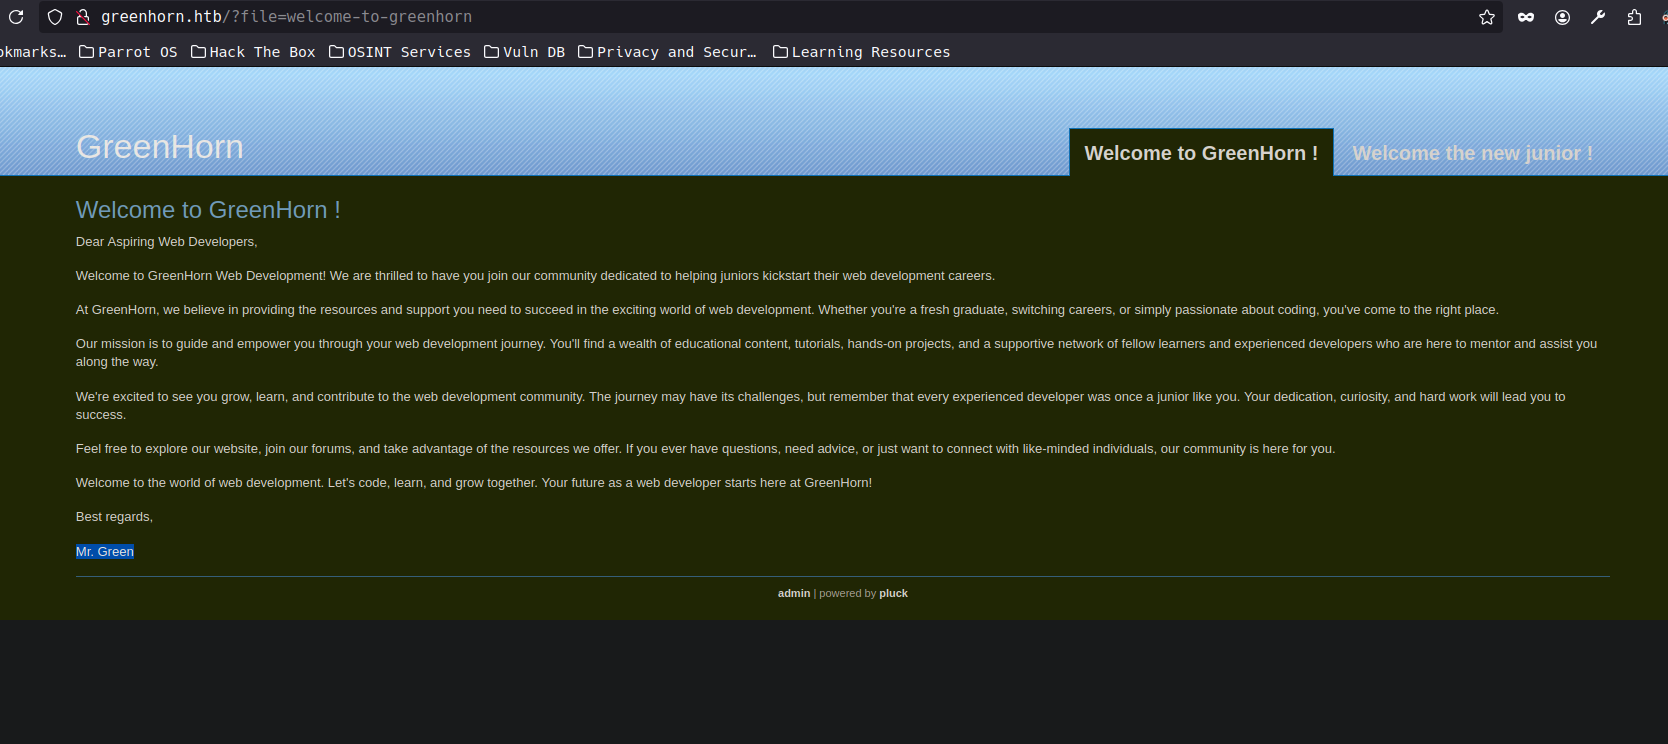 greenhorn.htb/?file=welcome-to-greenhorn
okmarks… Parrot OS Hack The Box OSINT Services Vuln DB Privacy and Secur… Learning Resources
GreenHorn
Welcome to GreenHorn ! Welcome the new junior !
Welcome to GreenHorn !
Dear Aspiring Web Developers,
Welcome to GreenHorn Web Development! We are thrilled to have you join our community dedicated to helping juniors kickstart their web development careers.
At GreenHorn, we believe in providing the resources and support you need to succeed in the exciting world of web development. Whether you're a fresh graduate, switching careers, or simply passionate about coding, you've come to the right place.
Our mission is to guide and empower you through your web development journey. You'll find a wealth of educational content, tutorials, hands-on projects, and a supportive network of fellow learners and experienced developers who are here to mentor and assist you
along the way.
We're excited to see you grow, learn, and contribute to the web development community. The journey may have its challenges, but remember that every experienced developer was once a junior like you. Your dedication, curiosity, and hard work will lead you to
success.
Feel free to explore our website, join our forums, and take advantage of the resources we offer. If you ever have questions, need advice, or just want to connect with like-minded individuals, our community is here for you.
Welcome to the world of web development. Let's code, learn, and grow together. Your future as a web developer starts here at GreenHorn!
Best regards,
Mr. Green
admin | powered by pluck